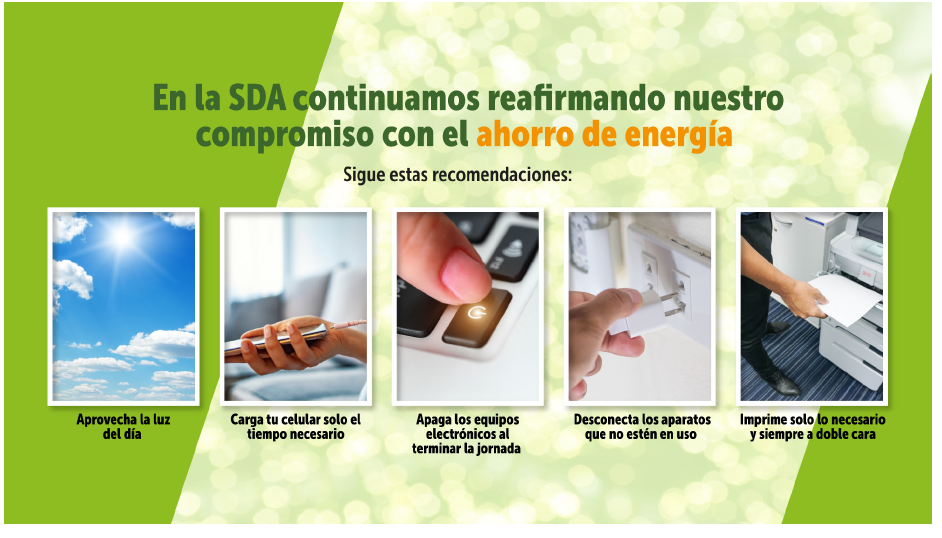 En la SDA continuamos reafirmando nuestro
compromiso con el ahorro de energía
Sigue estas recomendaciones:
Aprovecha la luz
del día
Carga tu celular solo el
tiempo necesario
Apaga los equipos
electrónicos al
terminar la jornada
Desconecta los aparatos
que no estén en uso
Imprime solo lo necesario
y siempre a doble cara